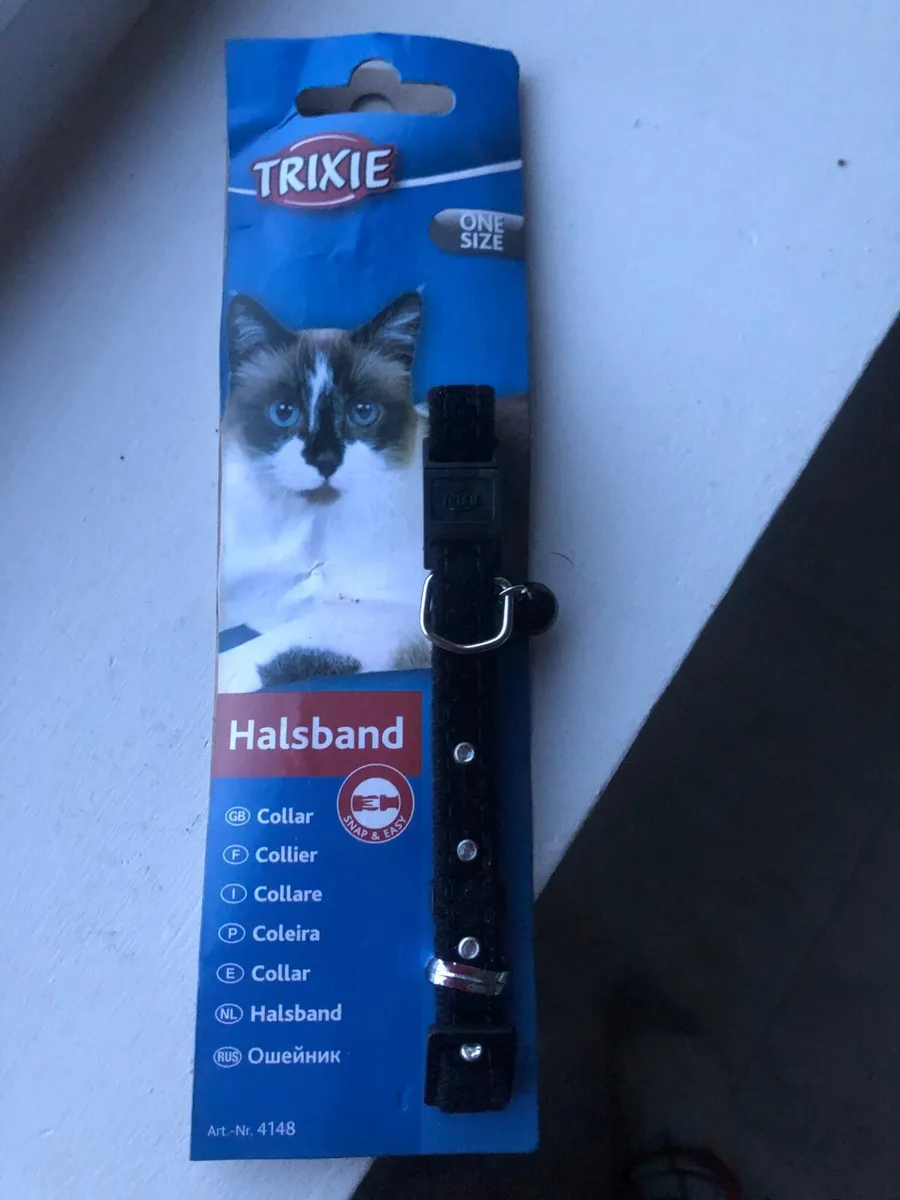 TRIXIE
ONE
SIZE
TRIXIE
Halsband
SNAP & EASY
GB Collar
F Collier
I Collare
P Coleira
E Collar
NL Halsband
RUS Ошейник
Art.-Nr. 4148